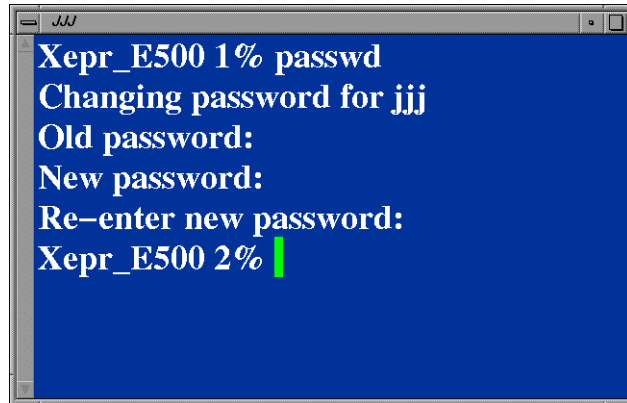 JJJ
Xepr_E500 1% passwd
Changing password for jjj
Old password:
New password:
Re-enter new password:
Xepr_E500 2%